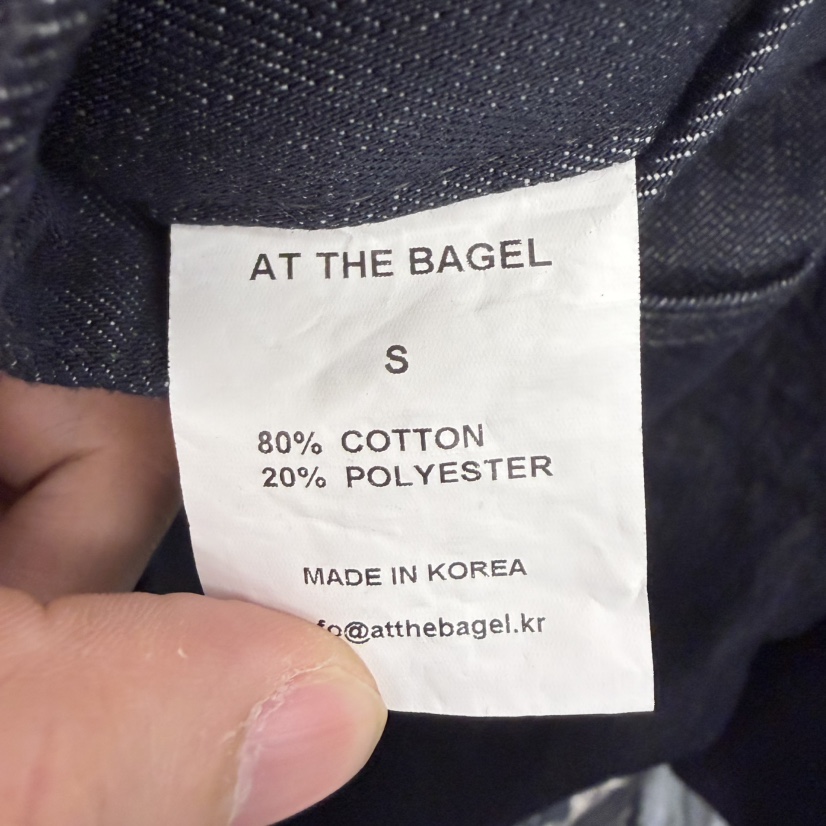 AT THE BAGEL
S
80% COTTON
20% POLYESTER
MADE IN KOREA
fo@atthebagel.kr